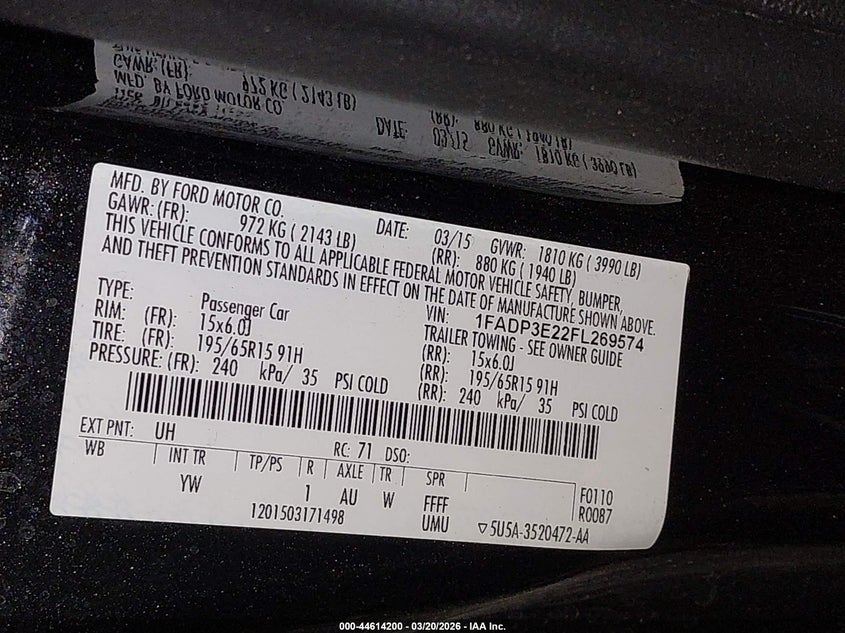 MFD. BY FORD MOTOR CO. DATE: 03/15 GVWR: 1810 KG ( 3990 LB)
GAWR: (FR): 972 KG ( 2143 LB) (RR): 880 KG ( 1940 LB)
THIS VEHICLE CONFORMS TO ALL APPLICABLE FEDERAL MOTOR VEHICLE SAFETY, BUMPER,
AND THEFT PREVENTION STANDARDS IN EFFECT ON THE DATE OF MANUFACTURE SHOWN ABOVE.
VIN: 1FADP3E22FL269574
TYPE: Passenger Car TRAILER TOWING - SEE OWNER GUIDE
RIM: (FR): 15x6.0J (RR): 15x6.0J
TIRE: (FR): 195/65R15 91H (RR): 195/65R15 91H
PRESSURE: (FR): 240 kPa/ 35 PSI COLD (RR): 240 kPa/ 35 PSI COLD
EXT PNT: UH RC: 71 DSO:
WB INT TR TP/PS R AXLE TR SPR
YW 1 AU W FFFF F0110
UMU R0087
1201503171498 5U5A-3520472-AA
000-44614200 - 03/20/2026 - IAA Inc.